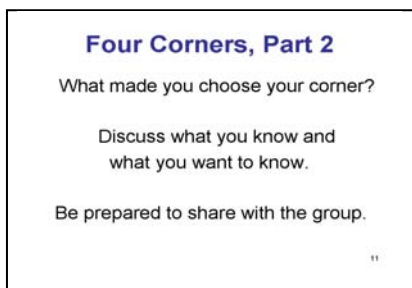 Four Corners, Part 2
What made you choose your corner?
Discuss what you know and
what you want to know.
Be prepared to share with the group.
11